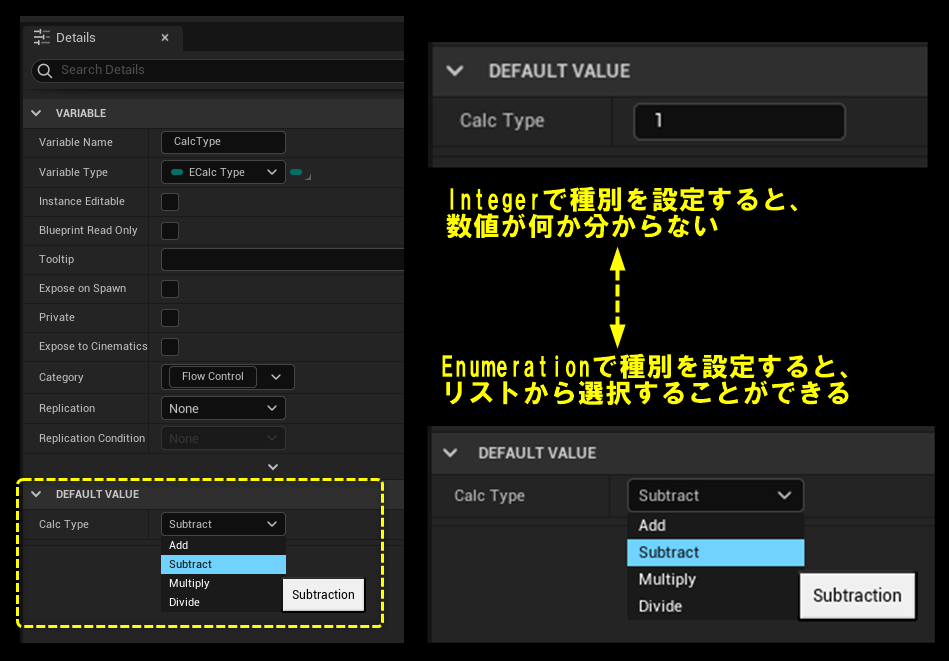 Details
Search Details
VARIABLE
Variable Name CalcType
Variable Type ECalc Type
Instance Editable
Blueprint Read Only
Tooltip
Expose on Spawn
Private
Expose to Cinematics
Category Flow Control
Replication None
Replication Condition None
DEFAULT VALUE
Calc Type Subtract
Add
Subtract
Multiply
Divide
Subtraction
DEFAULT VALUE
Calc Type 1
Integerで種別を設定すると、
数値が何か分からない
Enumerationで種別を設定すると、
リストから選択することができる
DEFAULT VALUE
Calc Type Subtract
Add
Subtract
Multiply
Divide
Subtraction